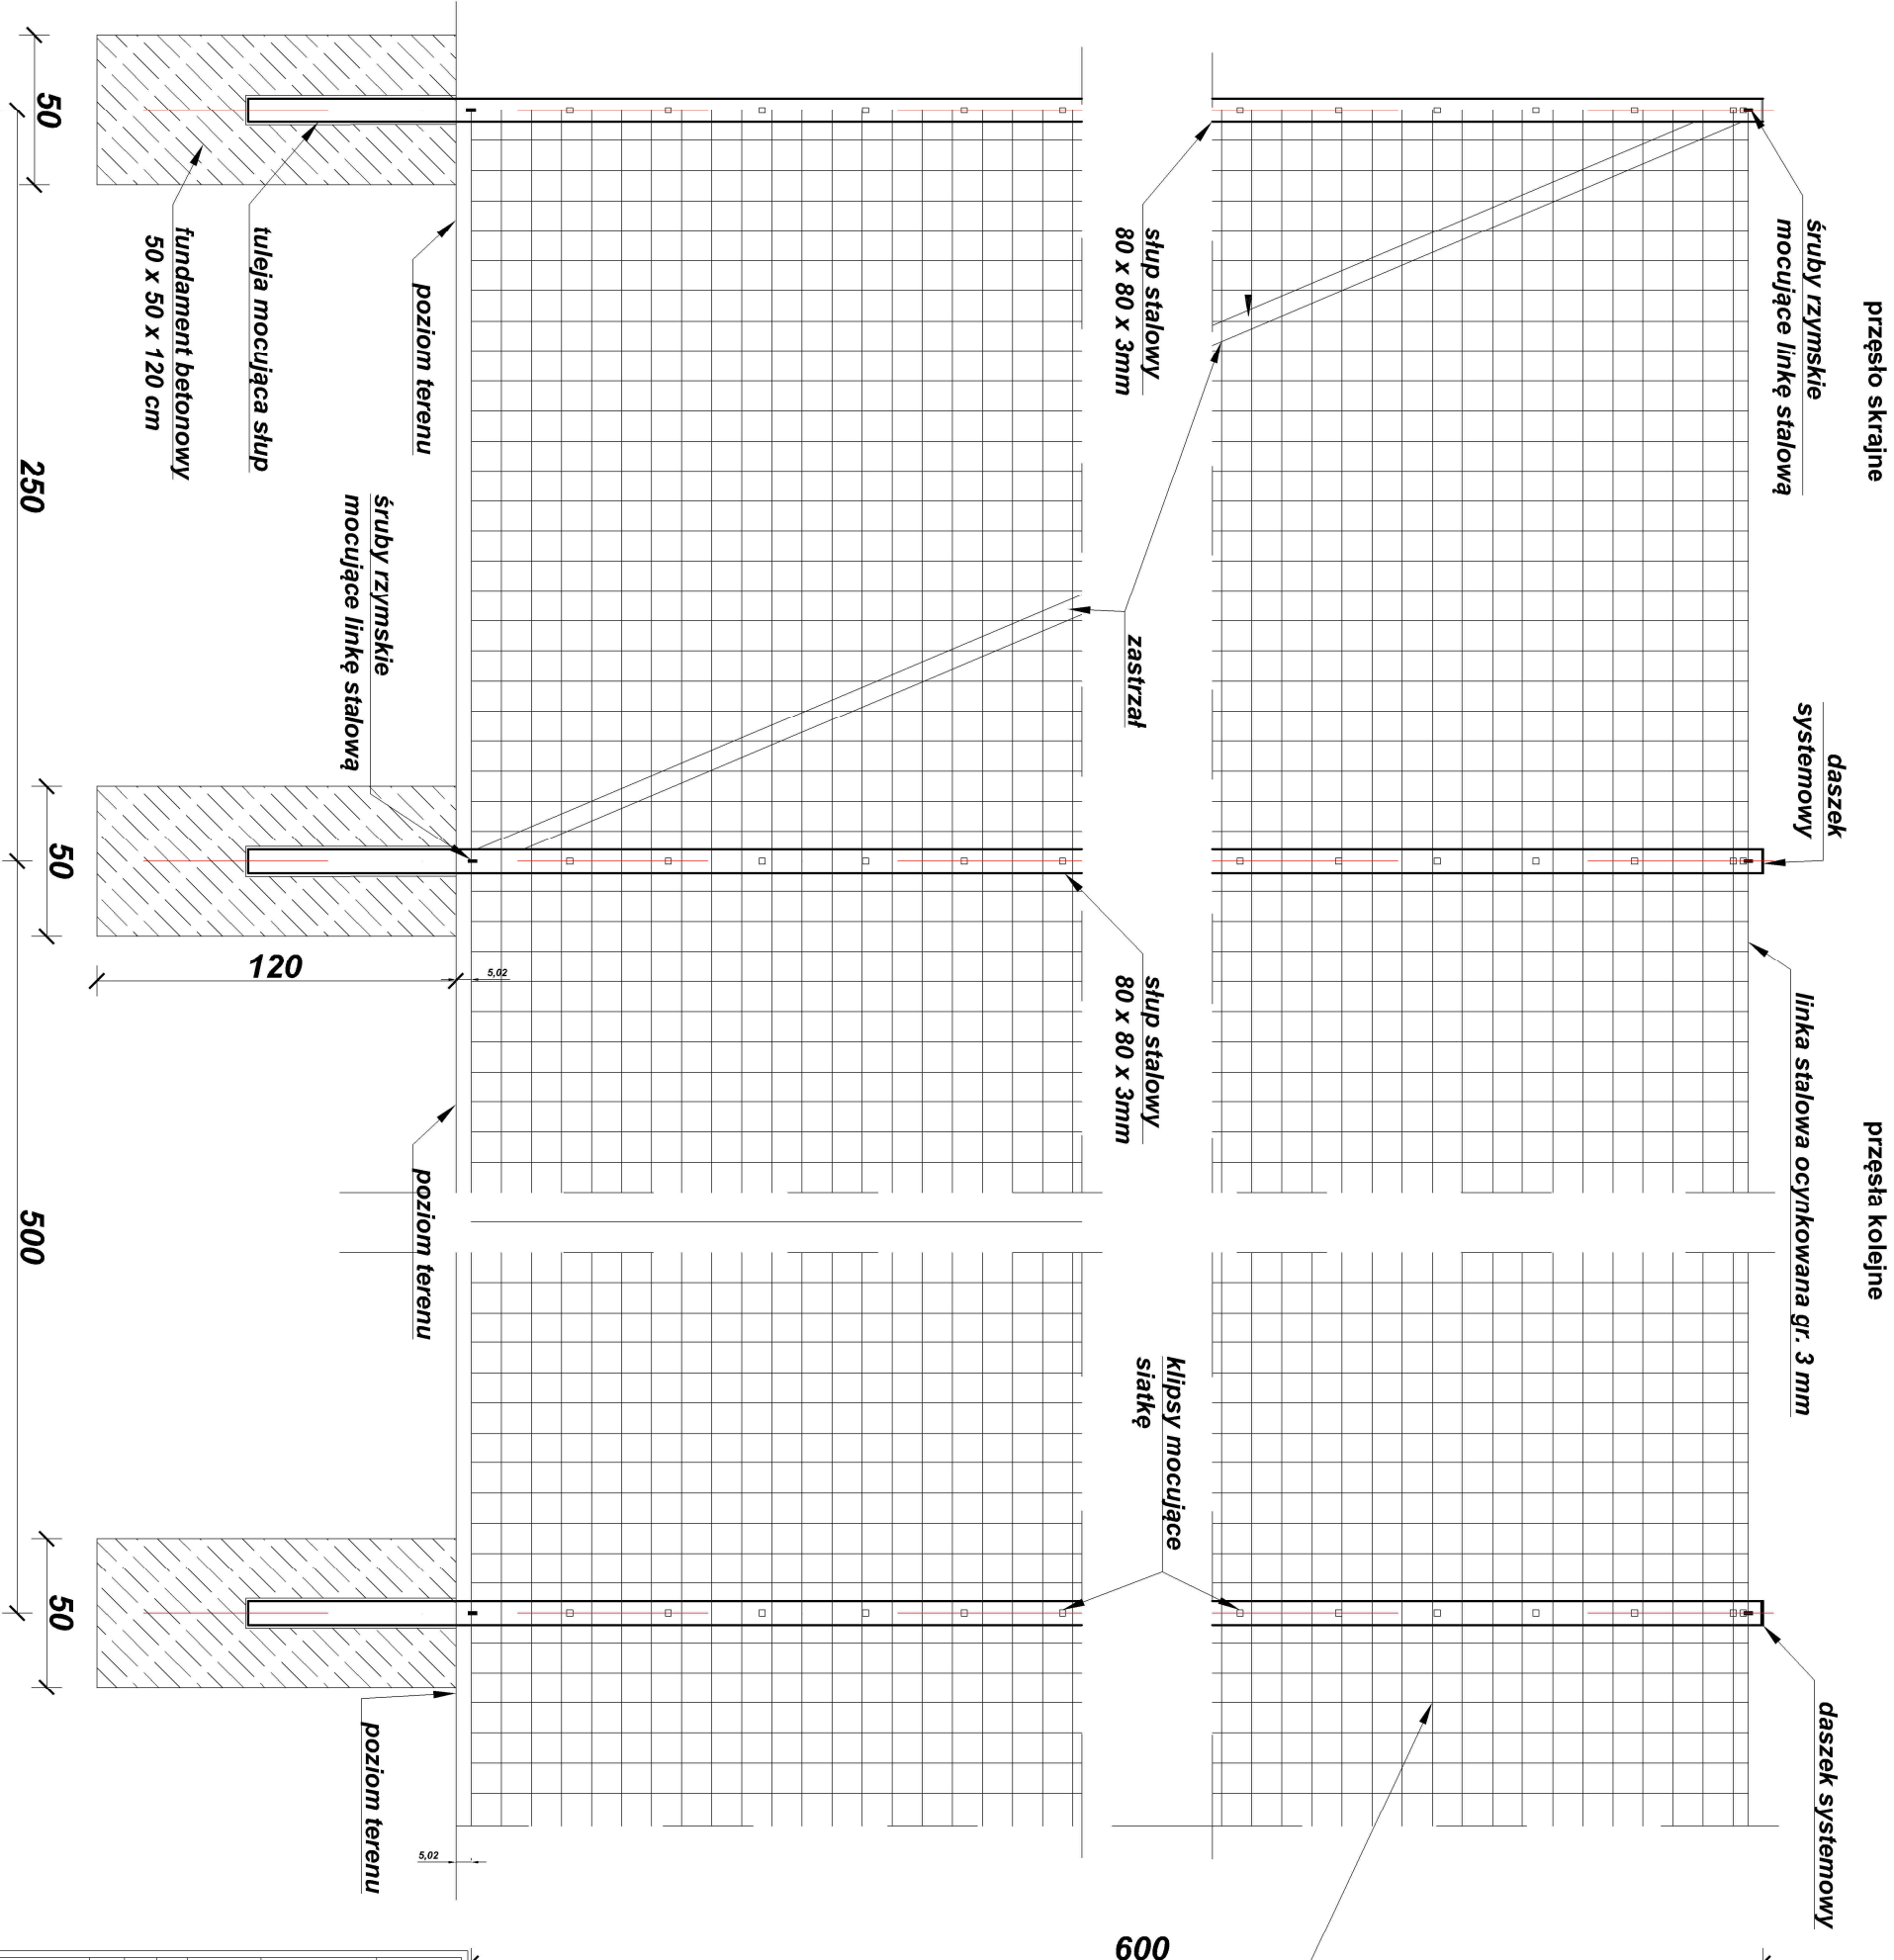 przęsło skrajne
przęsła kolejne
śruby rzymskie
mocujące linkę stalową
daszek
systemowy
linka stalowa ocynkowana gr. 3 mm
daszek systemowy
słup stalowy
80 x 80 x 3mm
zastrzał
słup stalowy
80 x 80 x 3mm
klipsy mocujące
siatkę
600
poziom terenu
śruby rzymskie
mocujące linkę stalową
5,02
poziom terenu
poziom terenu
5,02
tuleja mocująca słup
fundament betonowy
50 x 50 x 120 cm
120
50
50
50
250
500